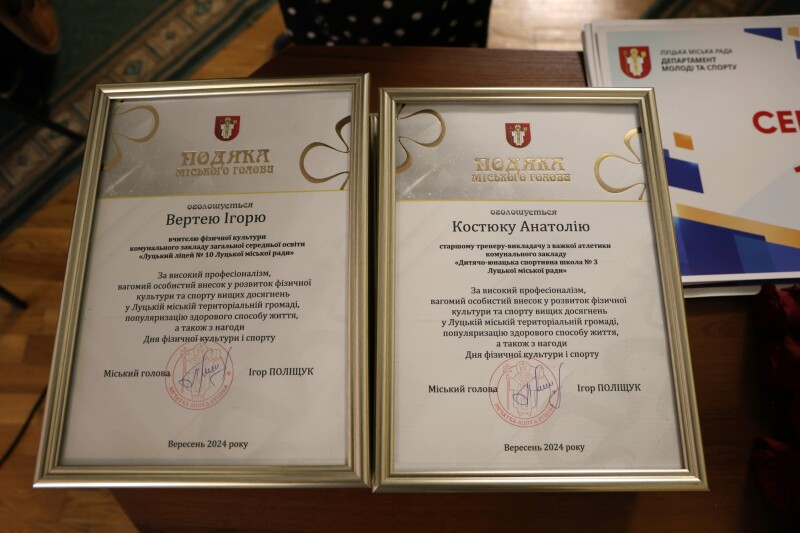 ПОДЯКА
МІСЬКОГО ГОЛОВИ
оголошується
Вертею Ігорю
вчителю фізичної культури
комунального закладу загальної середньої освіти
«Луцький ліцей № 10 Луцької міської ради»
За високий професіоналізм,
вагомий особистий внесок у розвиток фізичної
культури та спорту вищих досягнень
у Луцькій міській територіальній громаді,
популяризацію здорового способу життя,
а також з нагоди
Дня фізичної культури і спорту
Міський голова Ігор ПОЛІЩУК
Вересень 2024 року
ПОДЯКА
МІСЬКОГО ГОЛОВИ
оголошується
Костюку Анатолію
старшому тренеру-викладачу з важкої атлетики
комунального закладу
«Дитячо-юнацька спортивна школа № 3
Луцької міської ради»
За високий професіоналізм,
вагомий особистий внесок у розвиток фізичної
культури та спорту вищих досягнень
у Луцькій міській територіальній громаді,
популяризацію здорового способу життя,
а також з нагоди
Дня фізичної культури і спорту
Міський голова Ігор ПОЛІЩУК
Вересень 2024 року
ЛУЦЬКА МІСЬКА РАДА
ДЕПАРТАМЕНТ
МОЛОДІ ТА СПОРТУ
СЕР